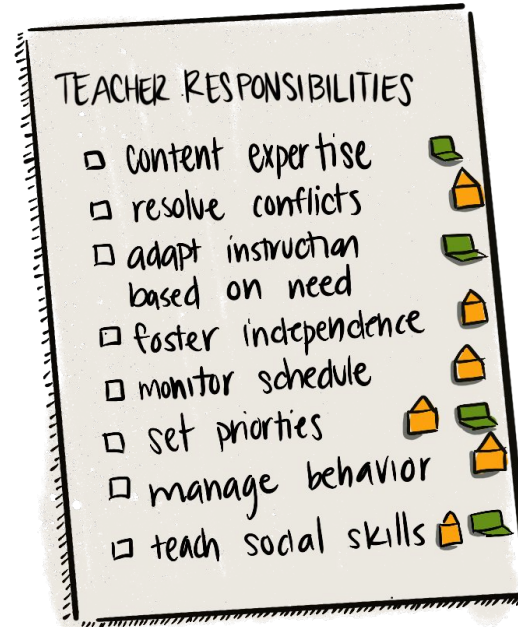 TEACHER RESPONSIBILITIES
content expertise
resolve conflicts
adapt instruction
based on need
foster independence
monitor schedule
set priorties
manage behavior
teach social skills